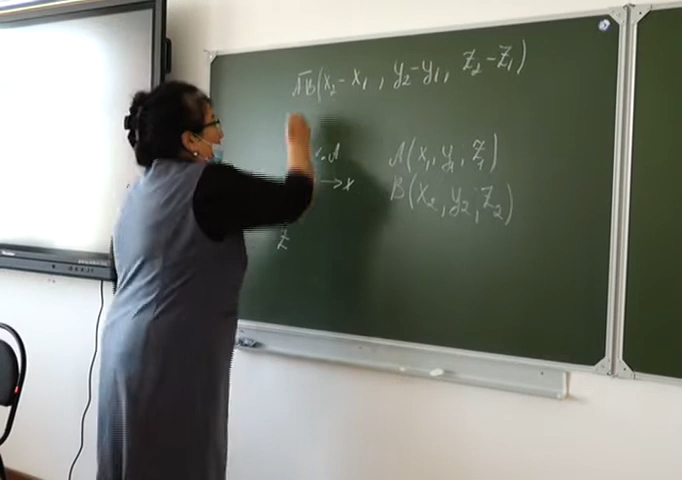 AB(x₂-x₁, y₂-y₁, z₂-z₁)
A(x₁, y₁, z₁)
A
x
B(x₂, y₂, z₂)
z